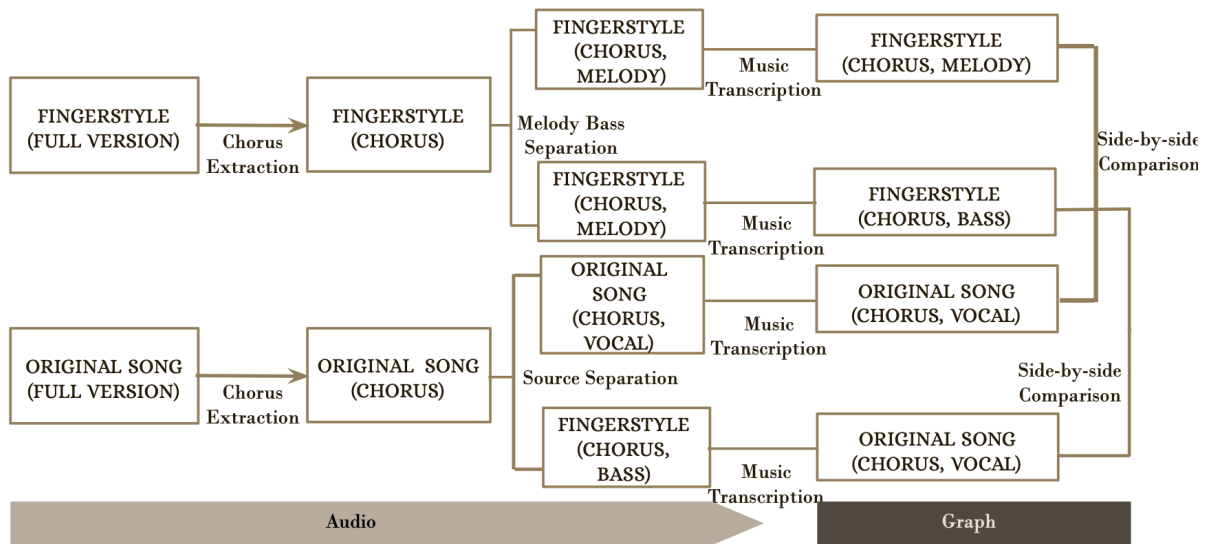 FINGERSTYLE
(FULL VERSION)
Chorus
Extraction
FINGERSTYLE
(CHORUS)
Melody Bass
Separation
FINGERSTYLE
(CHORUS,
MELODY)
Music
Transcription
FINGERSTYLE
(CHORUS, MELODY)
FINGERSTYLE
(CHORUS,
MELODY)
Music
Transcription
FINGERSTYLE
(CHORUS, BASS)
Side-by-side
Comparison
ORIGINAL SONG
(FULL VERSION)
Chorus
Extraction
ORIGINAL SONG
(CHORUS)
Source Separation
ORIGINAL
SONG
(CHORUS,
VOCAL)
Music
Transcription
ORIGINAL SONG
(CHORUS, VOCAL)
FINGERSTYLE
(CHORUS,
BASS)
Music
Transcription
ORIGINAL SONG
(CHORUS, VOCAL)
Side-by-side
Comparison
Audio
Graph